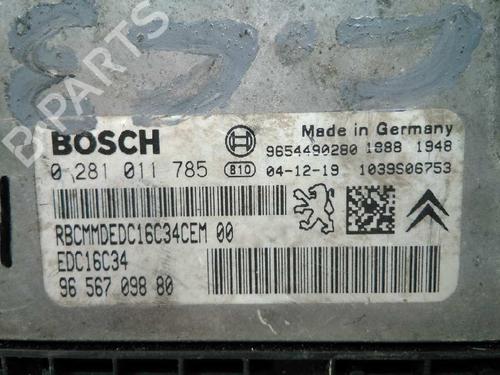 B-PARTS
BOSCH
Made in Germany
9654490280 1888 1948
0 281 011 785 B10 04-12-19 1039S06753
RBCMMDEDC16C34CEM 00
EDC16C34
96 567 098 80